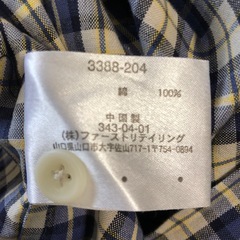 3388-204
綿 100%
中国製
343-04-01
(株)ファーストリテイリング
山口県山口市大字佐山717-1〒754-0894